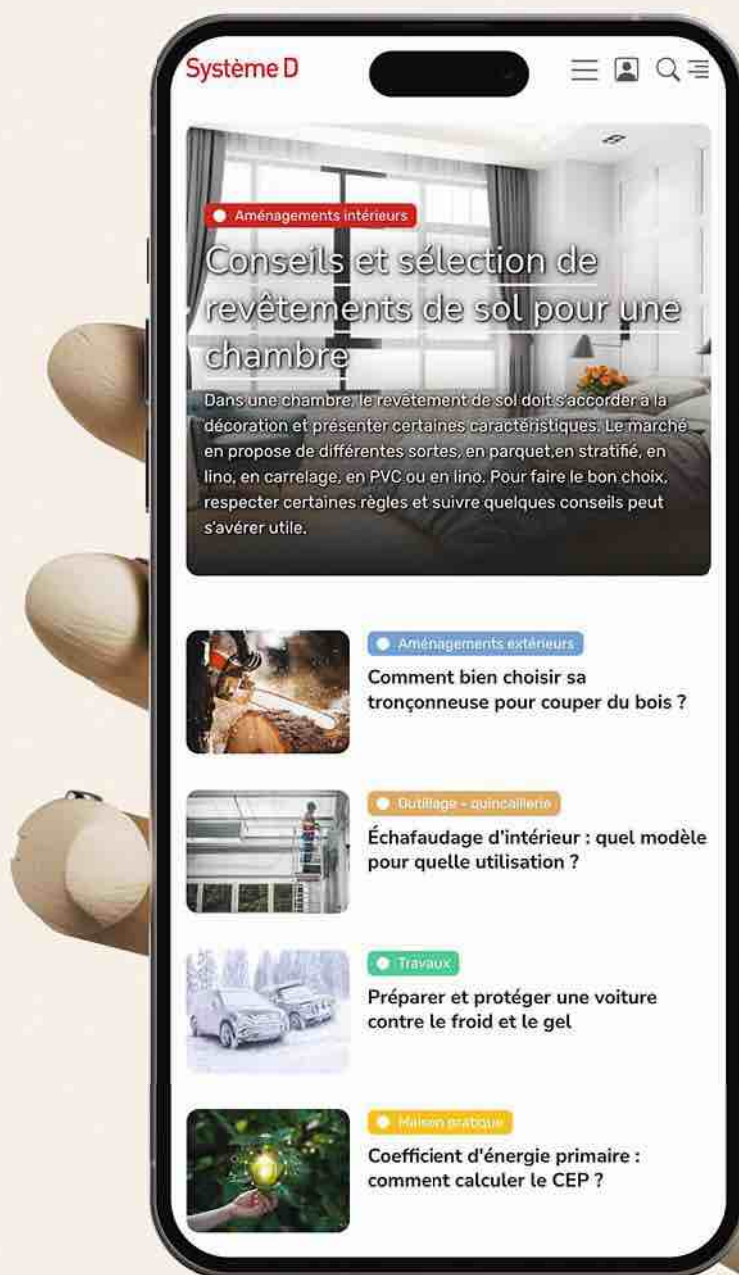 Système D
Aménagements intérieurs
Conseils et sélection de
revêtements de sol pour une
chambre
Dans une chambre, le revêtement de sol doit s'accorder à la
décoration et présenter certaines caractéristiques. Le marché
en propose de différentes sortes, en parquet,en stratifié, en
lino, en carrelage, en PVC ou en lino. Pour faire le bon choix,
respecter certaines règles et suivre quelques conseils peut
s'avérer utile.
Aménagements extérieurs
Comment bien choisir sa
tronçonneuse pour couper du bois ?
Outillage - quincaillerie
Échafaudage d'intérieur : quel modèle
pour quelle utilisation ?
Travaux
Préparer et protéger une voiture
contre le froid et le gel
Maison pratique
Coefficient d'énergie primaire :
comment calculer le CEP ?